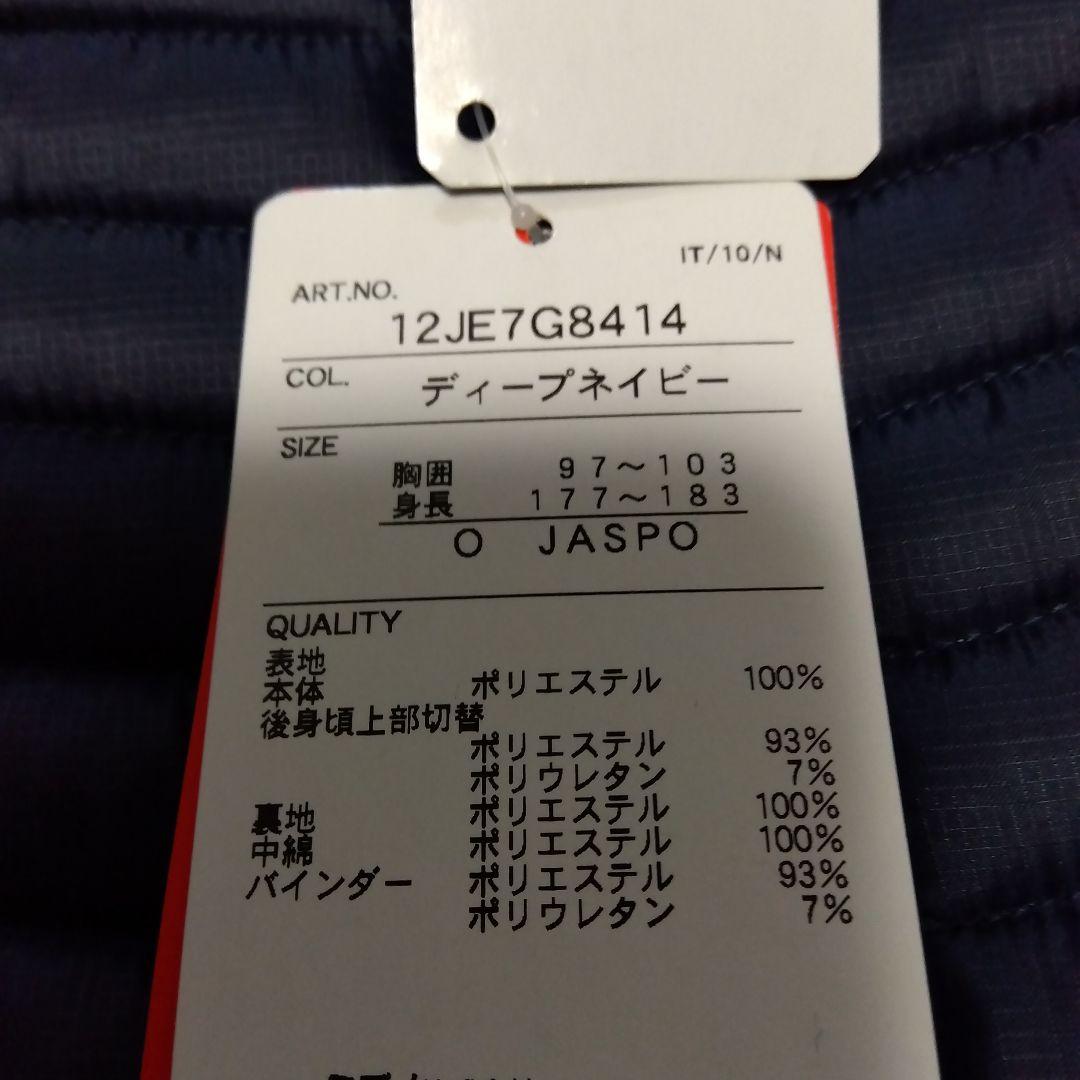 IT/10/N
ART.NO.
12JE7G8414
COL. ディープネイビー
SIZE
胸囲 97〜103
身長 177〜183
O JASPO
QUALITY
表地
本体 ポリエステル 100%
後身頃上部切替
ポリエステル 93%
ポリウレタン 7%
裏地 ポリエステル 100%
中綿 ポリエステル 100%
バインダー ポリエステル 93%
ポリウレタン 7%